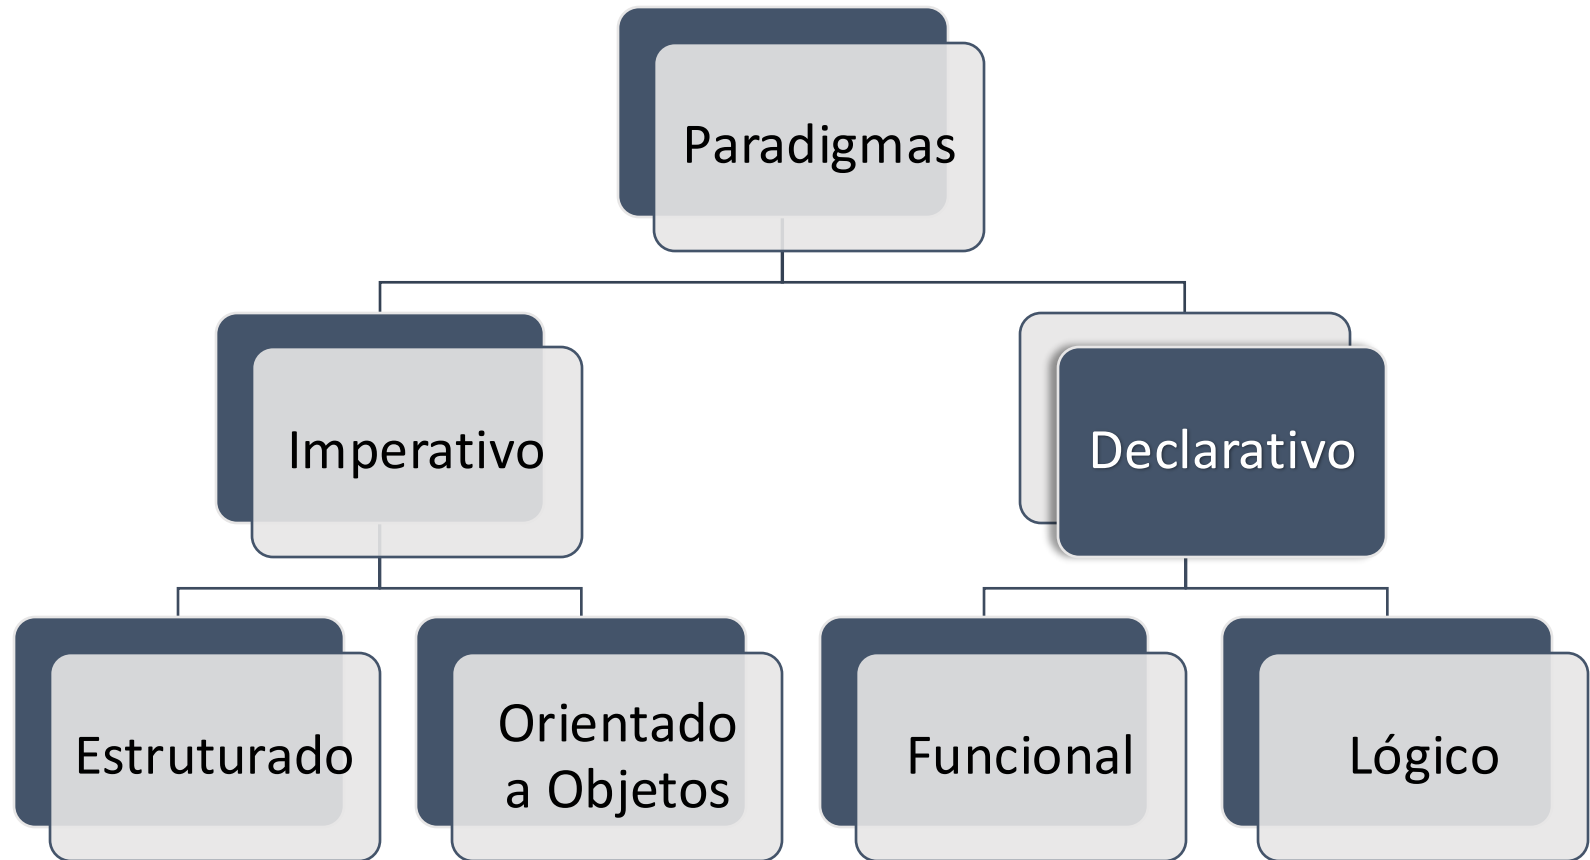 Paradigmas
Imperativo
Declarativo
Estruturado
Orientado
a Objetos
Funcional
Lógico